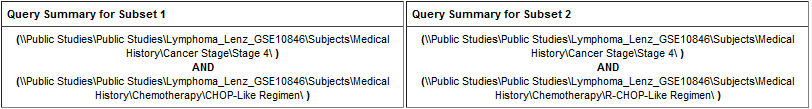 Query Summary for Subset 1
(\\Public Studies\Public Studies\Lymphoma_Lenz_GSE10846\Subjects\Medical
History\Cancer Stage\Stage 4\ )
AND
(\\Public Studies\Public Studies\Lymphoma_Lenz_GSE10846\Subjects\Medical
History\Chemotherapy\CHOP-Like Regimen\ )
Query Summary for Subset 2
(\\Public Studies\Public Studies\Lymphoma_Lenz_GSE10846\Subjects\Medical
History\Cancer Stage\Stage 4\ )
AND
(\\Public Studies\Public Studies\Lymphoma_Lenz_GSE10846\Subjects\Medical
History\Chemotherapy\R-CHOP-Like Regimen\ )